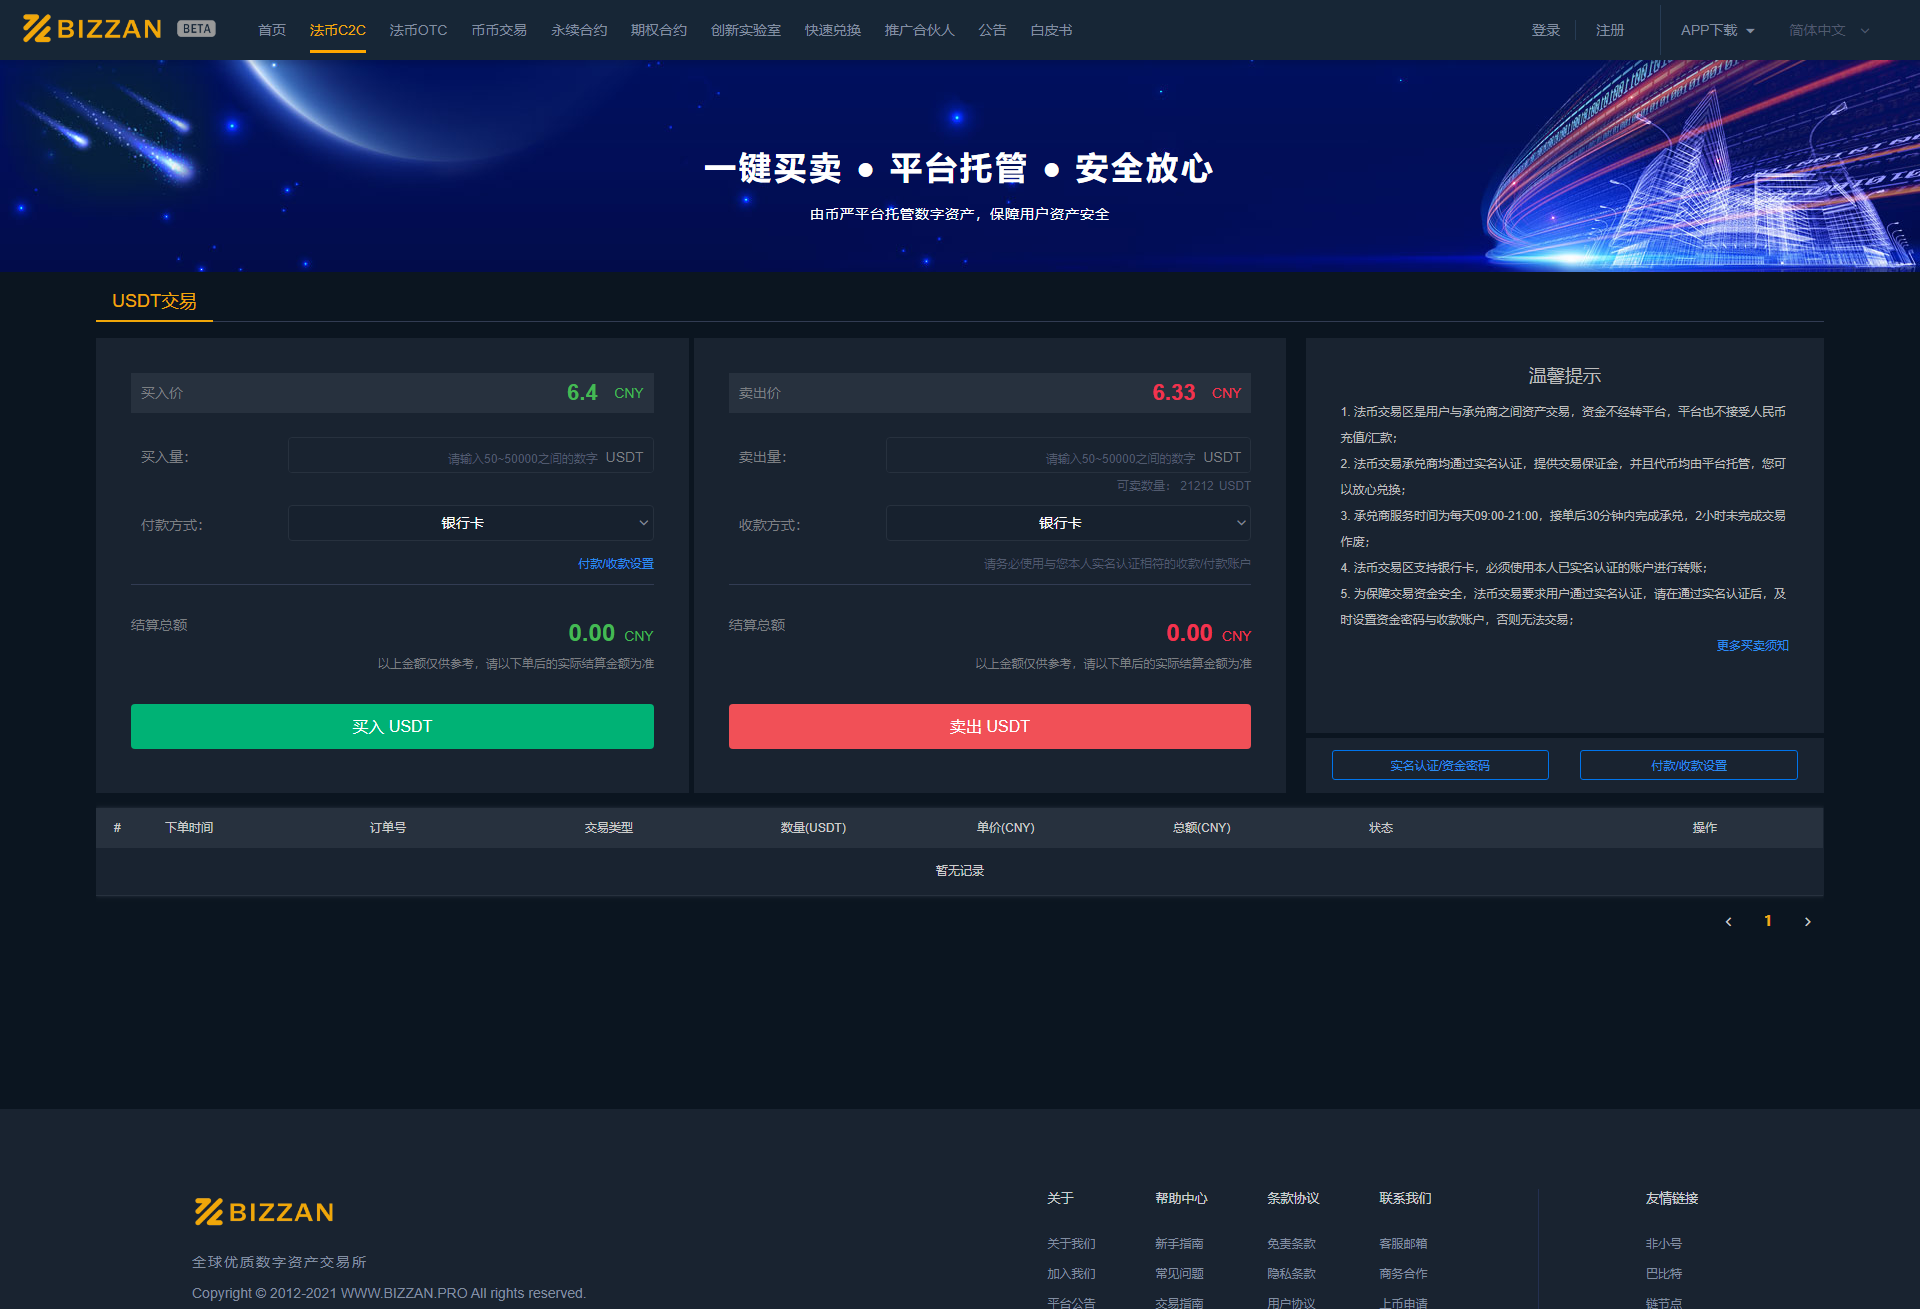 BIZZAN BETA 首页 法币C2C 法币OTC 币币交易 永续合约 期权合约 创新实验室 快速兑换 推广合伙人 公告 白皮书 登录 注册 APP下载 简体中文
一键买卖 ● 平台托管 ● 安全放心
由币严平台托管数字资产，保障用户资产安全
USDT交易
买入价 6.4 CNY
买入量： 请输入50~50000之间的数字 USDT
付款方式： 银行卡
付款/收款设置
结算总额
0.00 CNY
以上金额仅供参考，请以下单后的实际结算金额为准
买入 USDT
卖出价 6.33 CNY
卖出量： 请输入50~50000之间的数字 USDT
可卖数量： 21212 USDT
收款方式： 银行卡
请务必使用与您本人实名认证相符的收款/付款账户
结算总额
0.00 CNY
以上金额仅供参考，请以下单后的实际结算金额为准
卖出 USDT
温馨提示
1. 法币交易区是用户与承兑商之间资产交易，资金不经转平台，平台也不接受人民币
充值/汇款；
2. 法币交易承兑商均通过实名认证，提供交易保证金，并且代币均由平台托管，您可
以放心兑换；
3. 承兑商服务时间为每天09:00-21:00，接单后30分钟内完成承兑，2小时未完成交易
作废；
4. 法币交易区支持银行卡，必须使用本人已实名认证的账户进行转账；
5. 为保障交易资金安全，法币交易要求用户通过实名认证，请在通过实名认证后，及
时设置资金密码与收款账户，否则无法交易；
更多买卖须知
实名认证/资金密码 付款/收款设置
# 下单时间 订单号 交易类型 数量(USDT) 单价(CNY) 总额(CNY) 状态 操作
暂无记录
1
BIZZAN
全球优质数字资产交易所
Copyright © 2012-2021 WWW.BIZZAN.PRO All rights reserved.
关于 帮助中心 条款协议 联系我们 友情链接
关于我们 新手指南 免责条款 客服邮箱 非小号
加入我们 常见问题 隐私条款 商务合作 巴比特
平台公告 交易指南 用户协议 上币申请 链节点